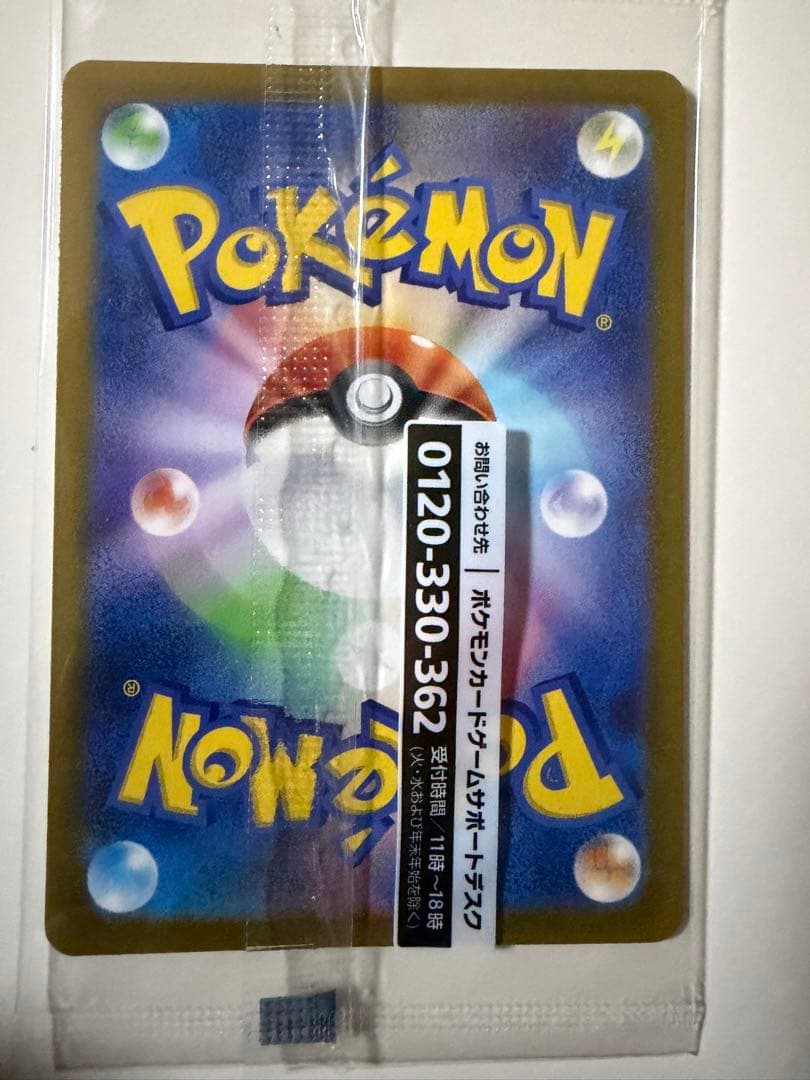 POKéMON
®
お問い合わせ先 | ポケモンカードゲームサポートデスク
0120-330-362 受付時間/11時~18時
(火・水および年末年始を除く)
POKéMON
®